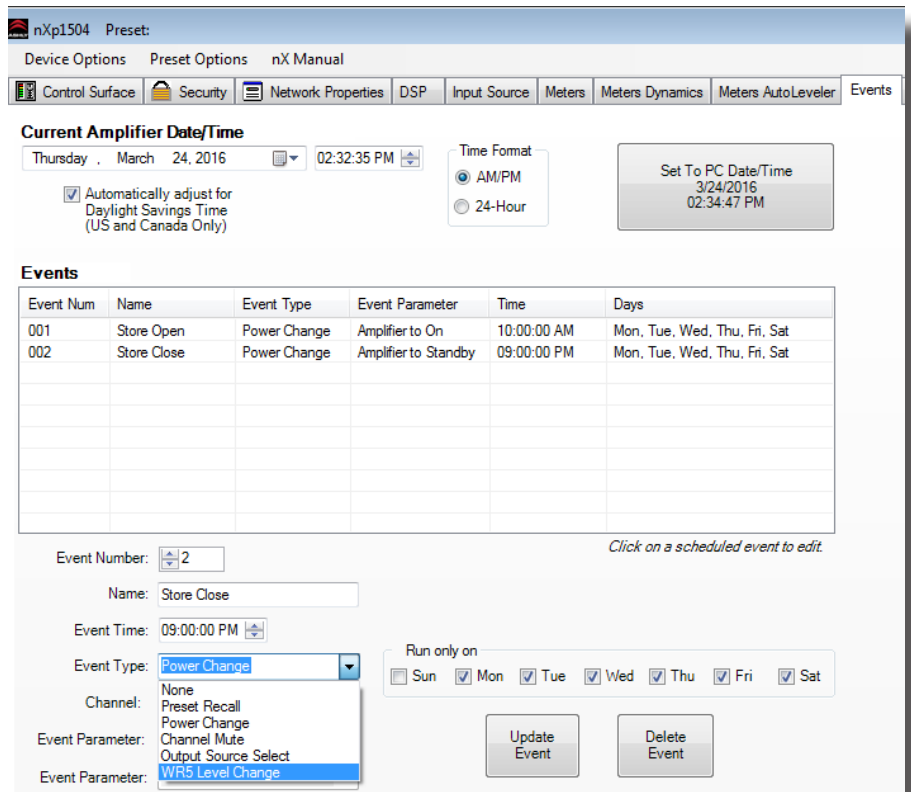 nXp1504 Preset:
Device Options Preset Options nX Manual
Control Surface Security Network Properties DSP Input Source Meters Meters Dynamics Meters AutoLeveler Events
Current Amplifier Date/Time
Thursday , March 24, 2016 02:32:35 PM
Automatically adjust for
Daylight Savings Time
(US and Canada Only)
Time Format
AM/PM
24-Hour
Set To PC Date/Time
3/24/2016
02:34:47 PM
Events
Event Num Name Event Type Event Parameter Time Days
001 Store Open Power Change Amplifier to On 10:00:00 AM Mon, Tue, Wed, Thu, Fri, Sat
002 Store Close Power Change Amplifier to Standby 09:00:00 PM Mon, Tue, Wed, Thu, Fri, Sat
Click on a scheduled event to edit.
Event Number: 2
Name: Store Close
Event Time: 09:00:00 PM
Event Type: Power Change
None
Preset Recall
Power Change
Channel Mute
Output Source Select
WR5 Level Change
Channel:
Event Parameter:
Event Parameter:
Run only on
Sun Mon Tue Wed Thu Fri Sat
Update
Event
Delete
Event